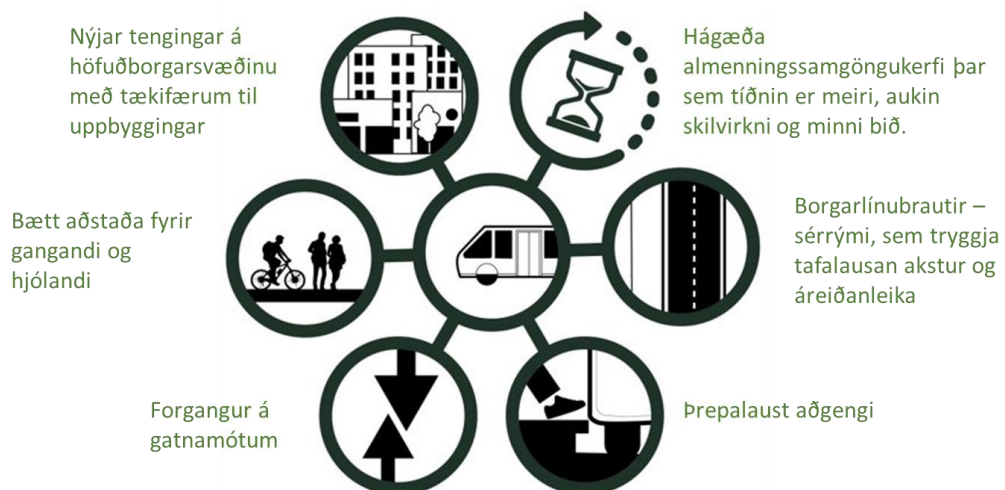 Nýjar tengingar á
höfuðborgarsvæðinu
með tækifærum til
uppbyggingar
Hágæða
almenningssamgöngukerfi þar
sem tíðnin er meiri, aukin
skilvirkni og minni bið.
Bætt aðstaða fyrir
gangandi og
hjólandi
Borgarlínubrautir –
sérrými, sem tryggja
tafalausan akstur og
áreiðanleika
Forgangur á
gatnamótum
Þrepalaust aðgengi